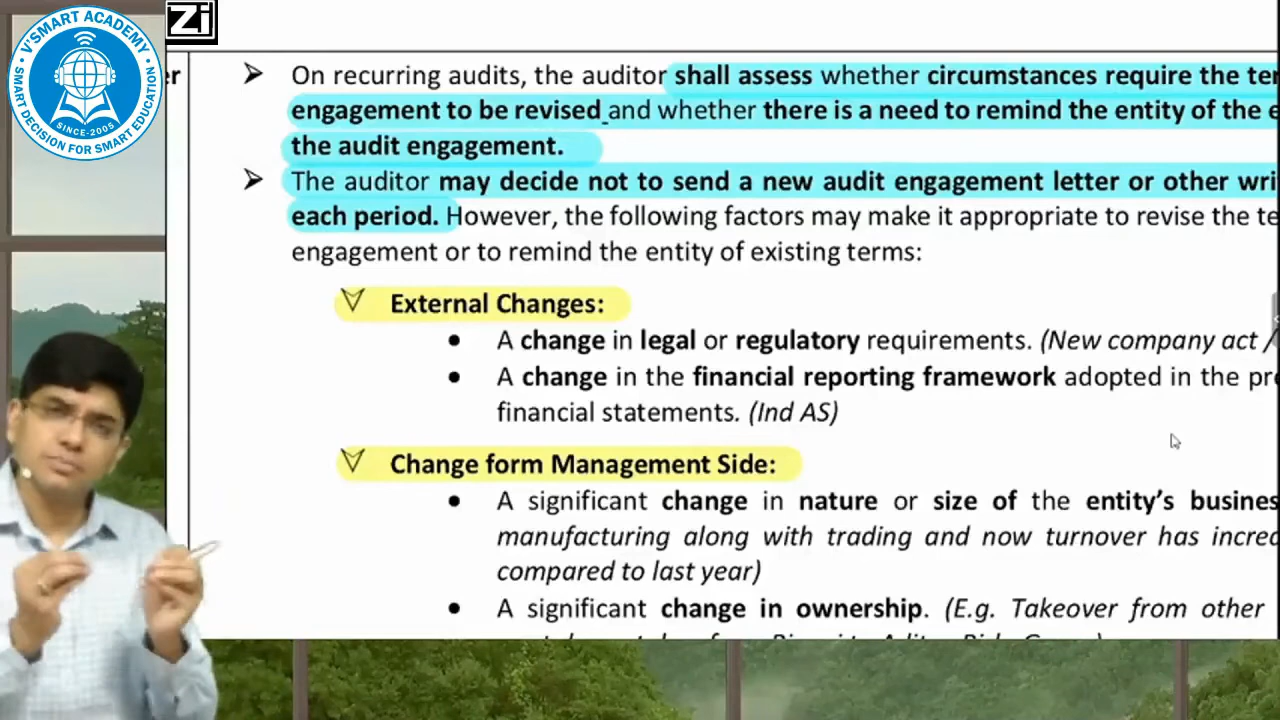 V'SMART ACADEMY
SINCE-2005
SMART DECISION FOR SMART EDUCATION
Zi
On recurring audits, the auditor shall assess whether circumstances require the
engagement to be revised and whether there is a need to remind the entity of the
the audit engagement.
The auditor may decide not to send a new audit engagement letter or other
each period. However, the following factors may make it appropriate to revise the
engagement or to remind the entity of existing terms:
External Changes:
A change in legal or regulatory requirements. (New company act /
A change in the financial reporting framework adopted in the
financial statements. (Ind AS)
Change form Management Side:
A significant change in nature or size of the entity's
manufacturing along with trading and now turnover has
compared to last year)
A significant change in ownership. (E.g. Takeover from other